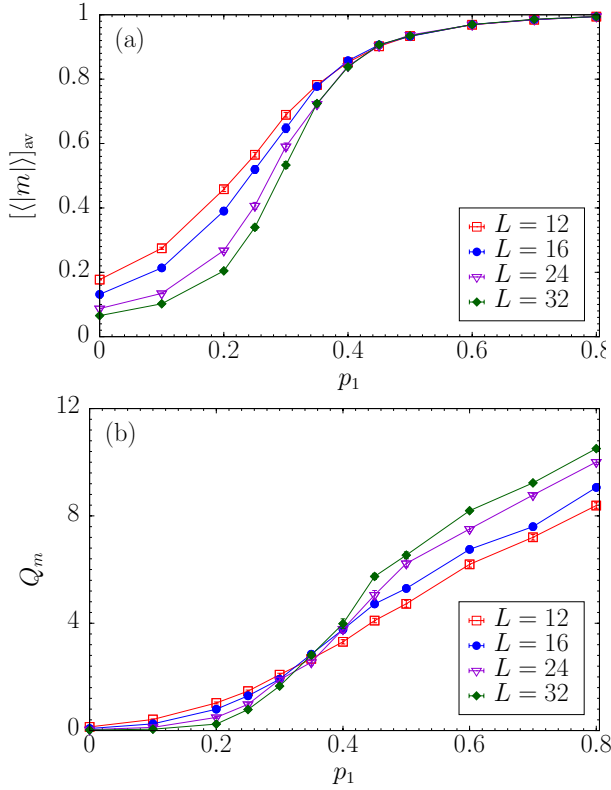 (a)
[⟨|m|⟩]av
1
0.8
0.6
0.4
0.2
0
L = 12
L = 16
L = 24
L = 32
0 0.2 0.4 0.6 0.8
p1
(b)
Qm
12
8
4
0
L = 12
L = 16
L = 24
L = 32
0 0.2 0.4 0.6 0.8
p1